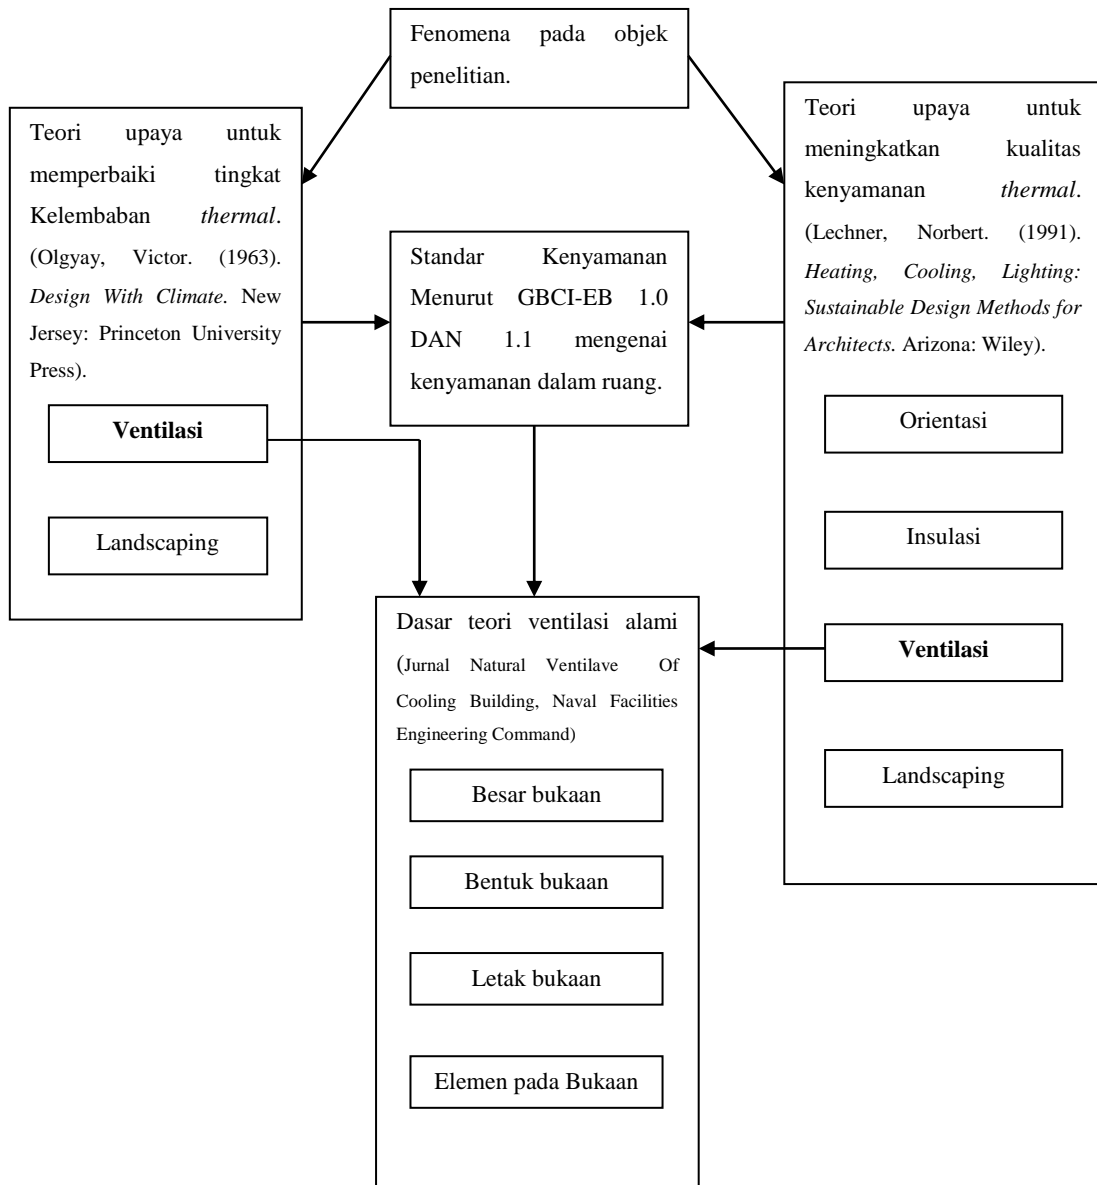 Fenomena pada objek
penelitian.
Teori upaya untuk
memperbaiki tingkat
Kelembaban thermal.
(Olgyay, Victor. (1963).
Design With Climate. New
Jersey: Princeton University
Press).
Ventilasi
Landscaping
Standar Kenyamanan
Menurut GBCI-EB 1.0
DAN 1.1 mengenai
kenyamanan dalam ruang.
Teori upaya untuk
meningkatkan kualitas
kenyamanan thermal.
(Lechner, Norbert. (1991).
Heating, Cooling, Lighting:
Sustainable Design Methods for
Architects. Arizona: Wiley).
Orientasi
Insulasi
Ventilasi
Landscaping
Dasar teori ventilasi alami
(Jurnal Natural Ventilave Of
Cooling Building, Naval Facilities
Engineering Command)
Besar bukaan
Bentuk bukaan
Letak bukaan
Elemen pada Bukaan